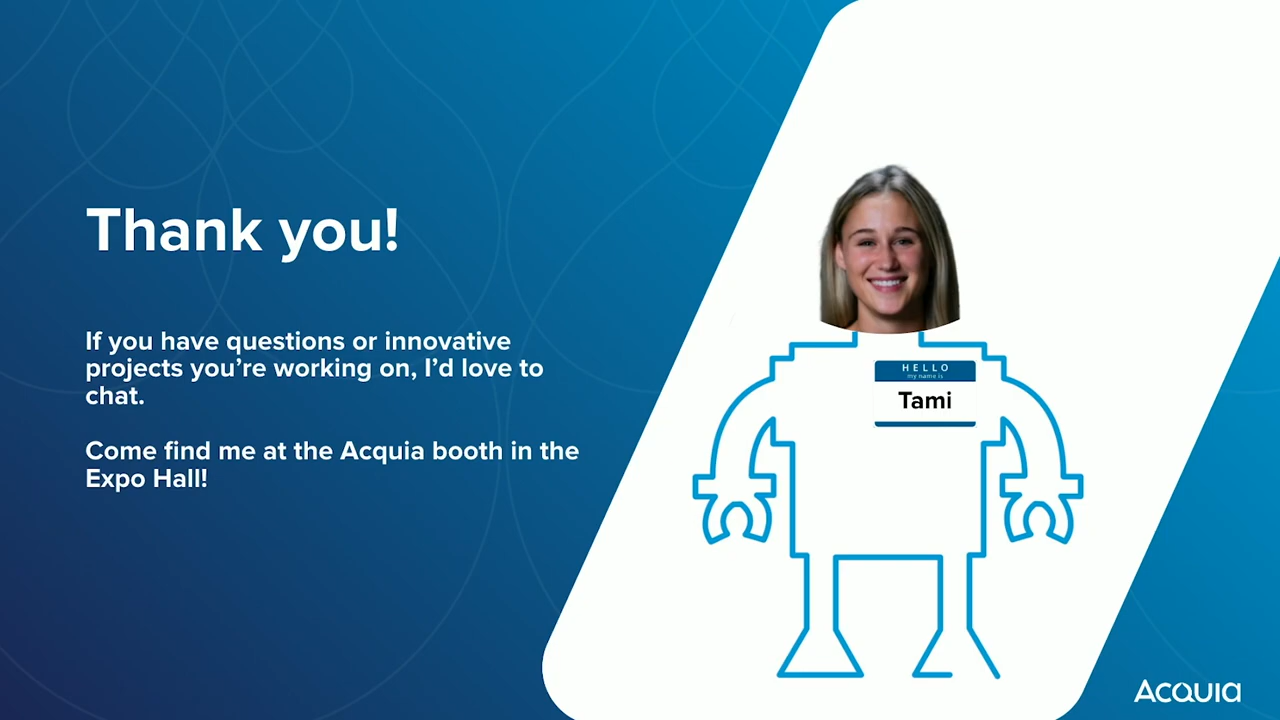 Thank you!
If you have questions or innovative
projects you’re working on, I’d love to
chat.
Come find me at the Acquia booth in the
Expo Hall!
HELLO
my name is
Tami
ACQUIA